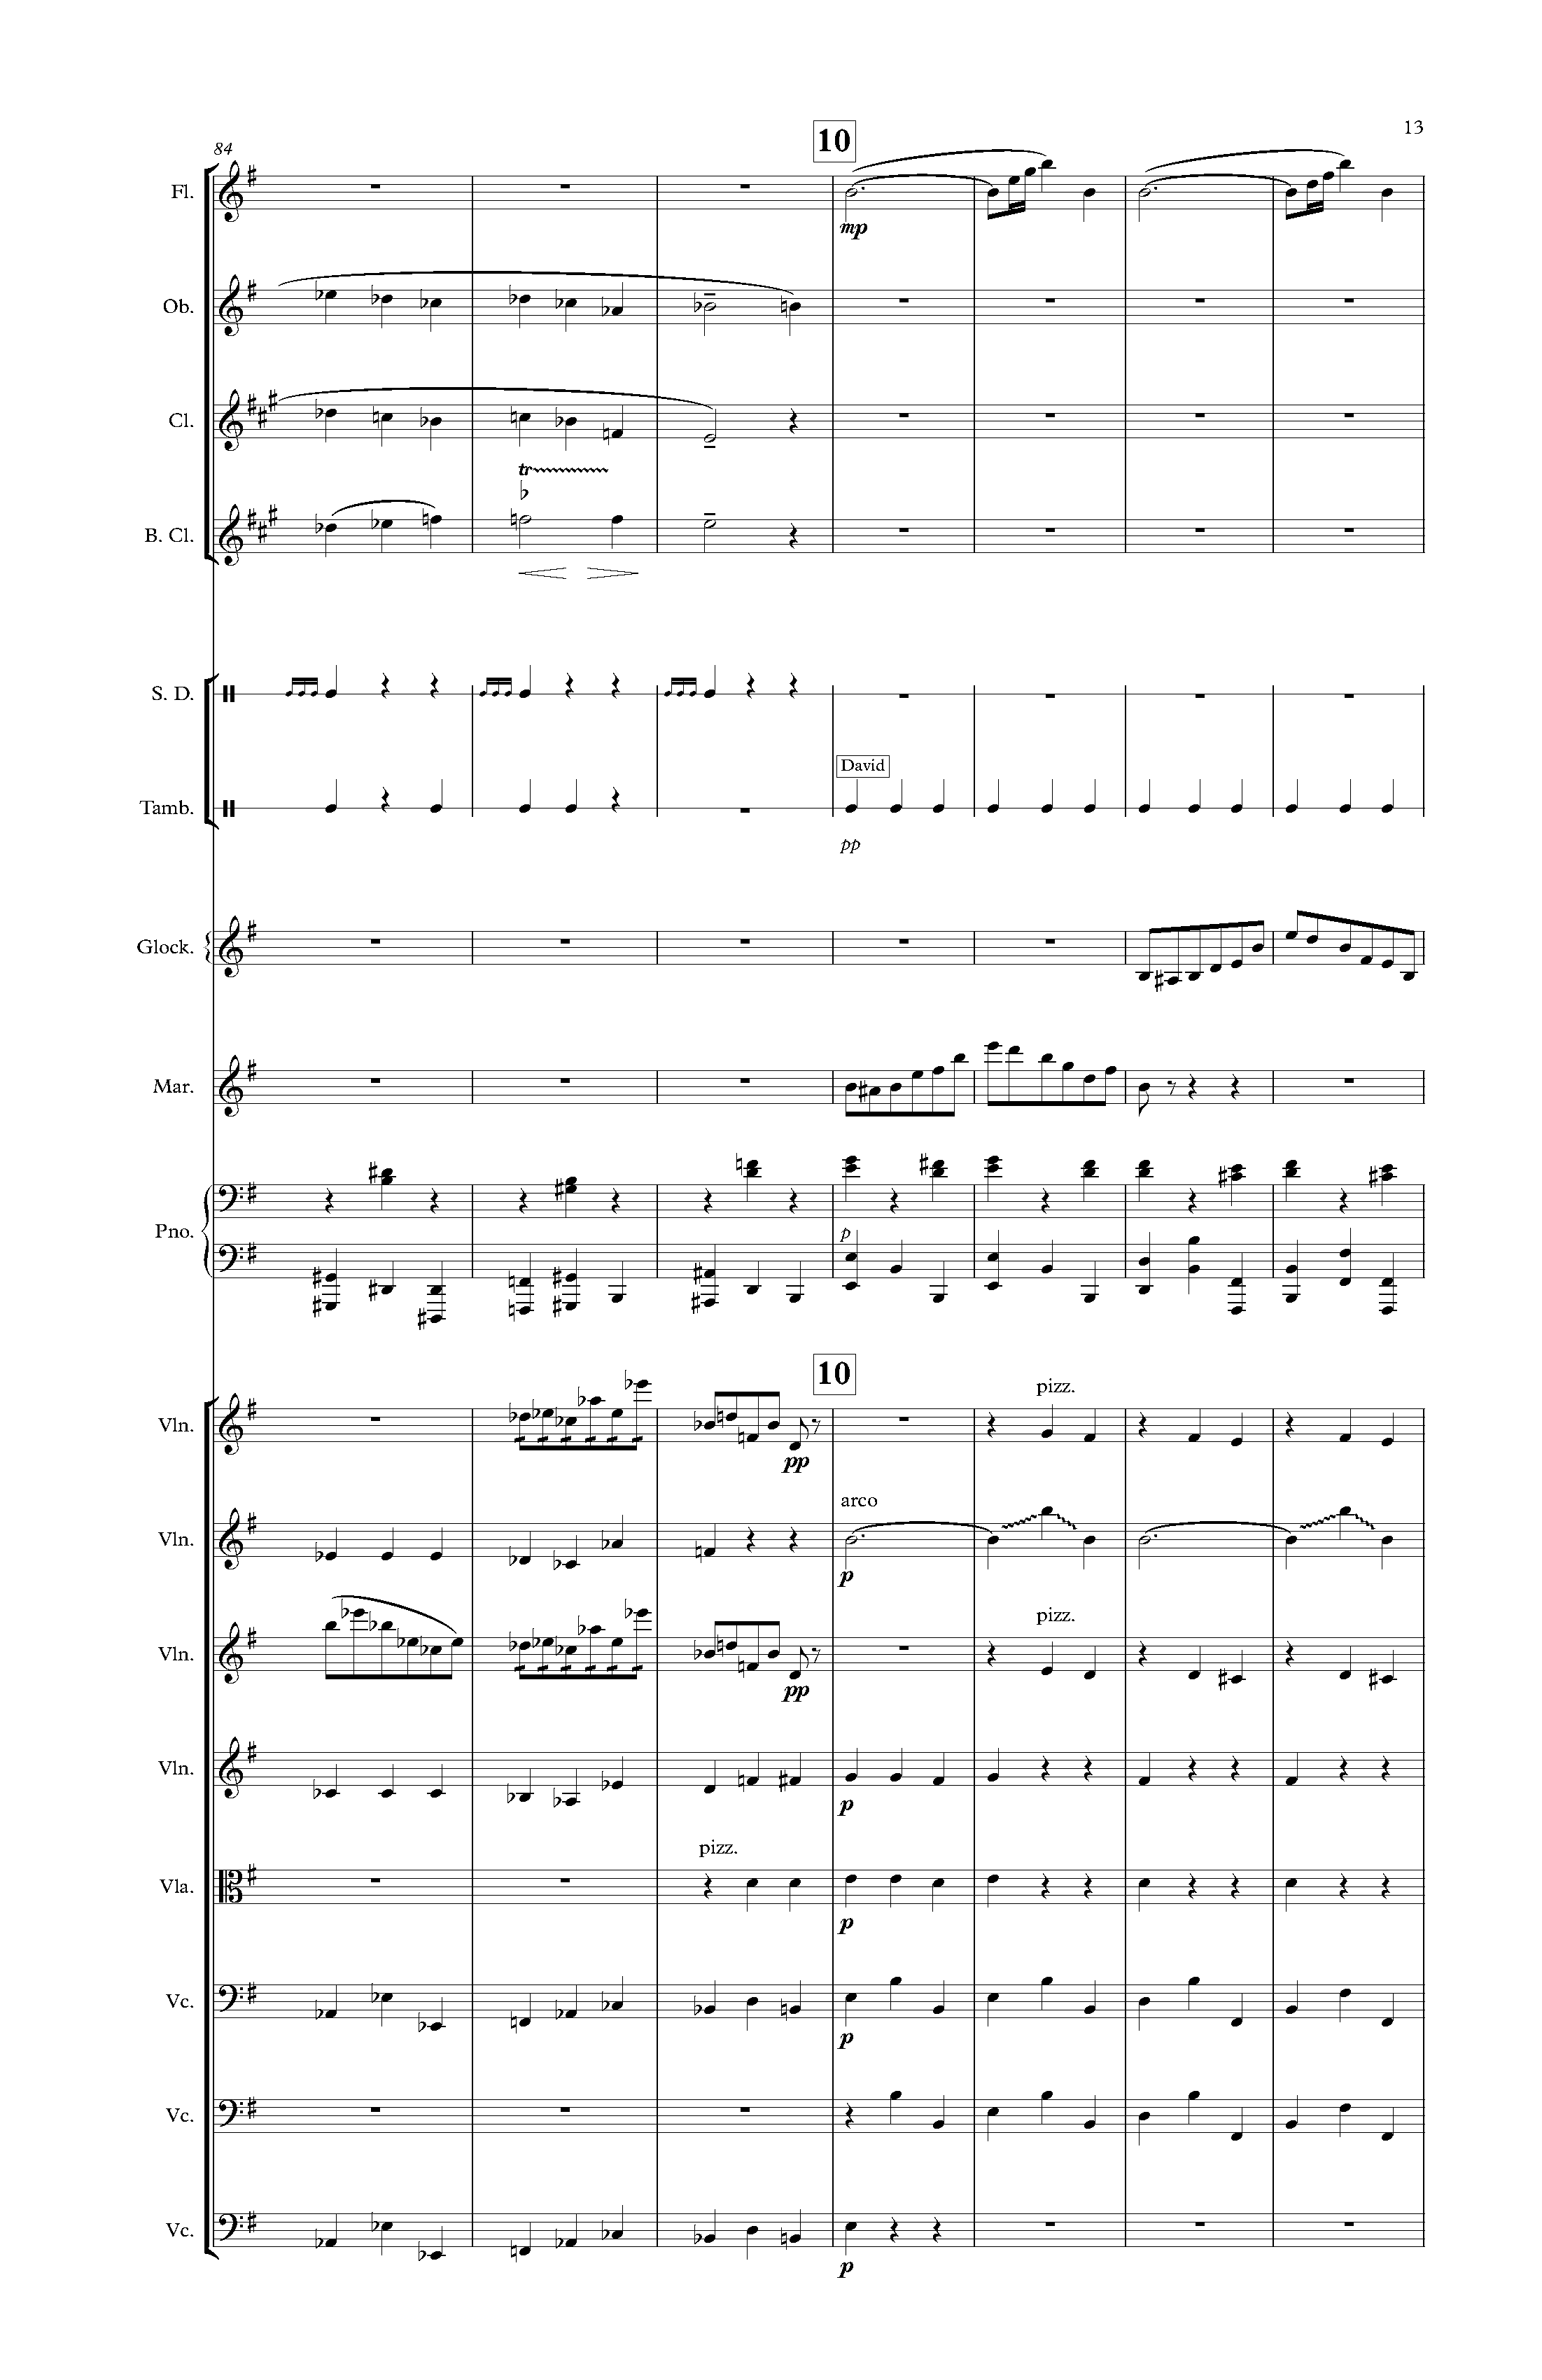 13
10
84
Fl.
mp
Ob.
Cl.
tr
B. Cl.
S. D.
David
Tamb.
pp
Glock.
Mar.
Pno.
p
10
pizz.
Vln.
pp
arco
Vln.
p
pizz.
Vln.
pp
Vln.
p
pizz.
Vla.
p
Vc.
p
Vc.
Vc.
p